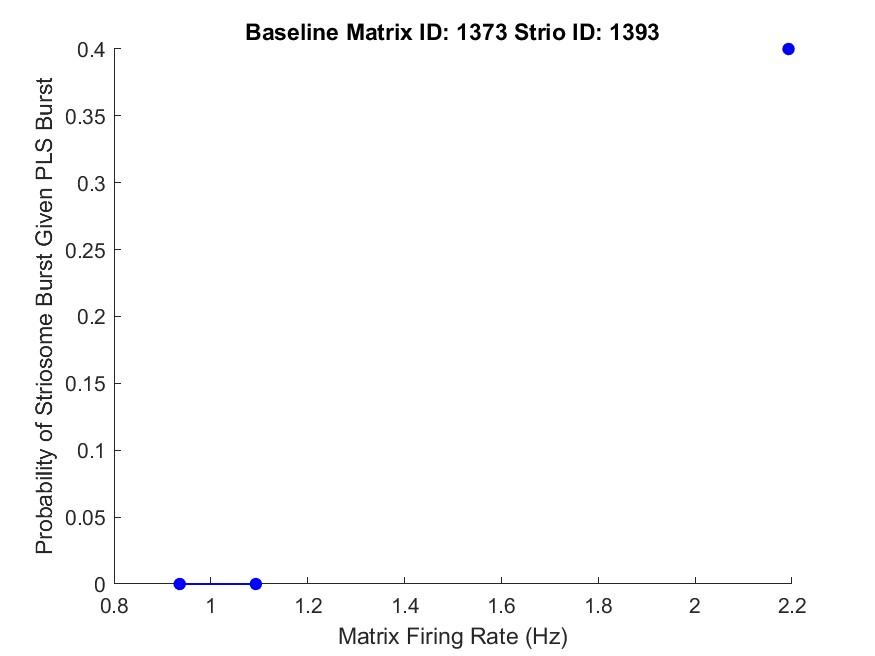 Baseline Matrix ID: 1373 Strio ID: 1393
Probability of Striosome Burst Given PLS Burst
0.4
0.35
0.3
0.25
0.2
0.15
0.1
0.05
0
0.8 1 1.2 1.4 1.6 1.8 2 2.2
Matrix Firing Rate (Hz)